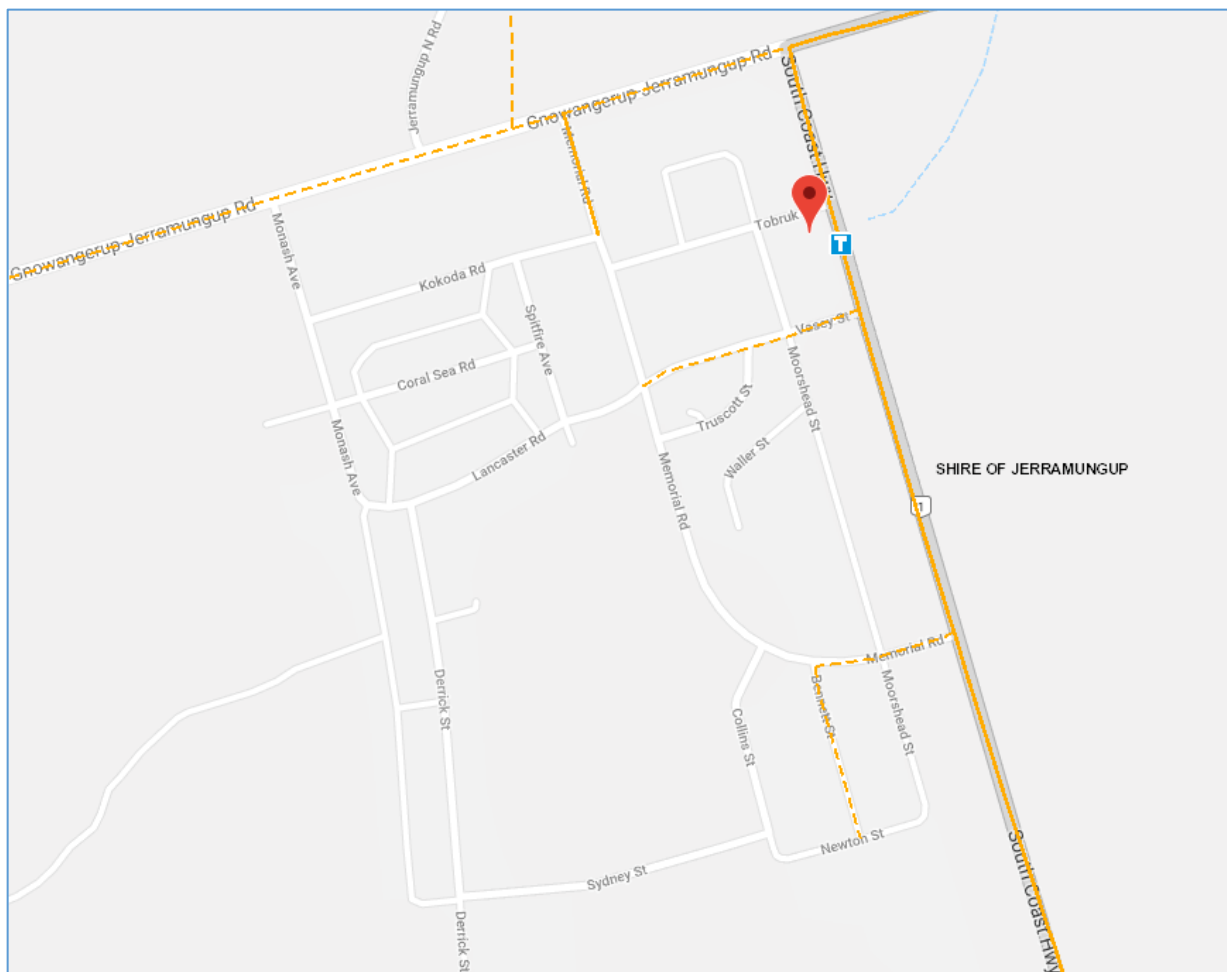 Jerramungup N Rd
Gnowangerup Jerramungup Rd
South Coast Hwy
Memorial Rd
Gnowangerup Jerramungup Rd
Monash Ave
Tobruk
T
Kokoda Rd
Spitfire Ave
Vasey St
Coral Sea Rd
Moorshead St
Truscott St
Lancaster Rd
Waller St
Monash Ave
Memorial Rd
SHIRE OF JERRAMUNGUP
1
Memorial Rd
Derrick St
Bennett St
Moorshead St
Collins St
Newton St
Sydney St
South Coast Hwy
Derrick St